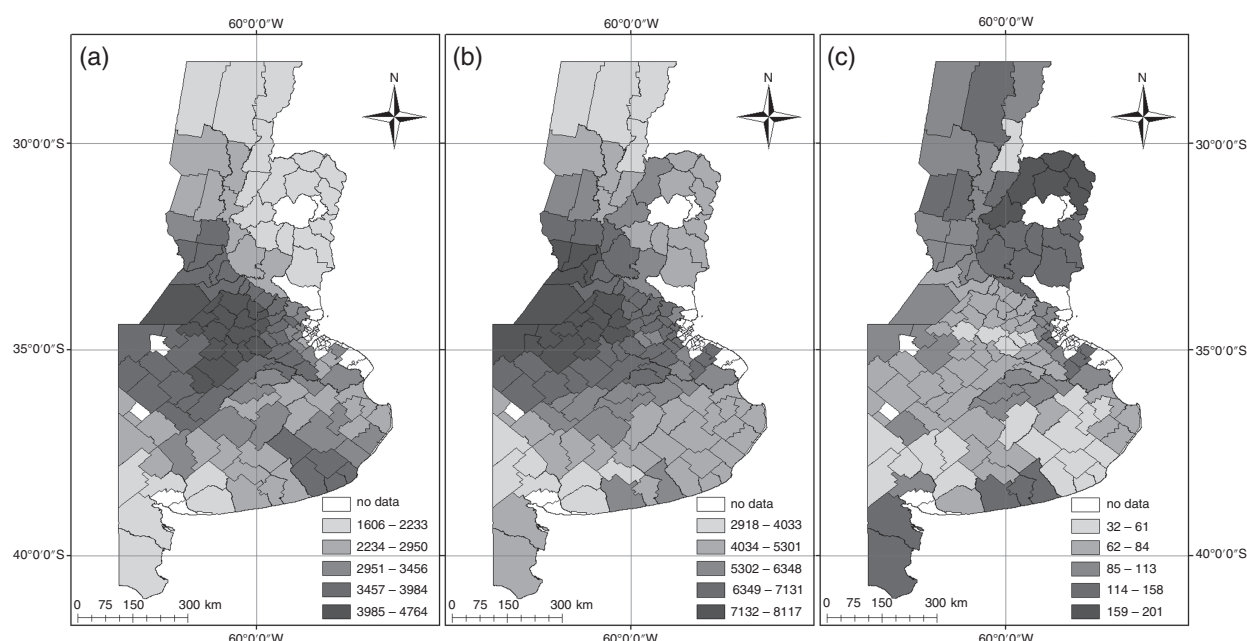 60°0'0"W 60°0'0"W 60°0'0"W
(a) (b) (c)
N N N
30°0'0"S 30°0'0"S
35°0'0"S 35°0'0"S
40°0'0"S 40°0'0"S
no data
1606 – 2233
2234 – 2950
2951 – 3456
3457 – 3984
3985 – 4764
0 75 150 300 km
no data
2918 – 4033
4034 – 5301
5302 – 6348
6349 – 7131
7132 – 8117
0 75 150 300 km
no data
32 – 61
62 – 84
85 – 113
114 – 158
159 – 201
0 75 150 300 km
60°0'0"W 60°0'0"W 60°0'0"W